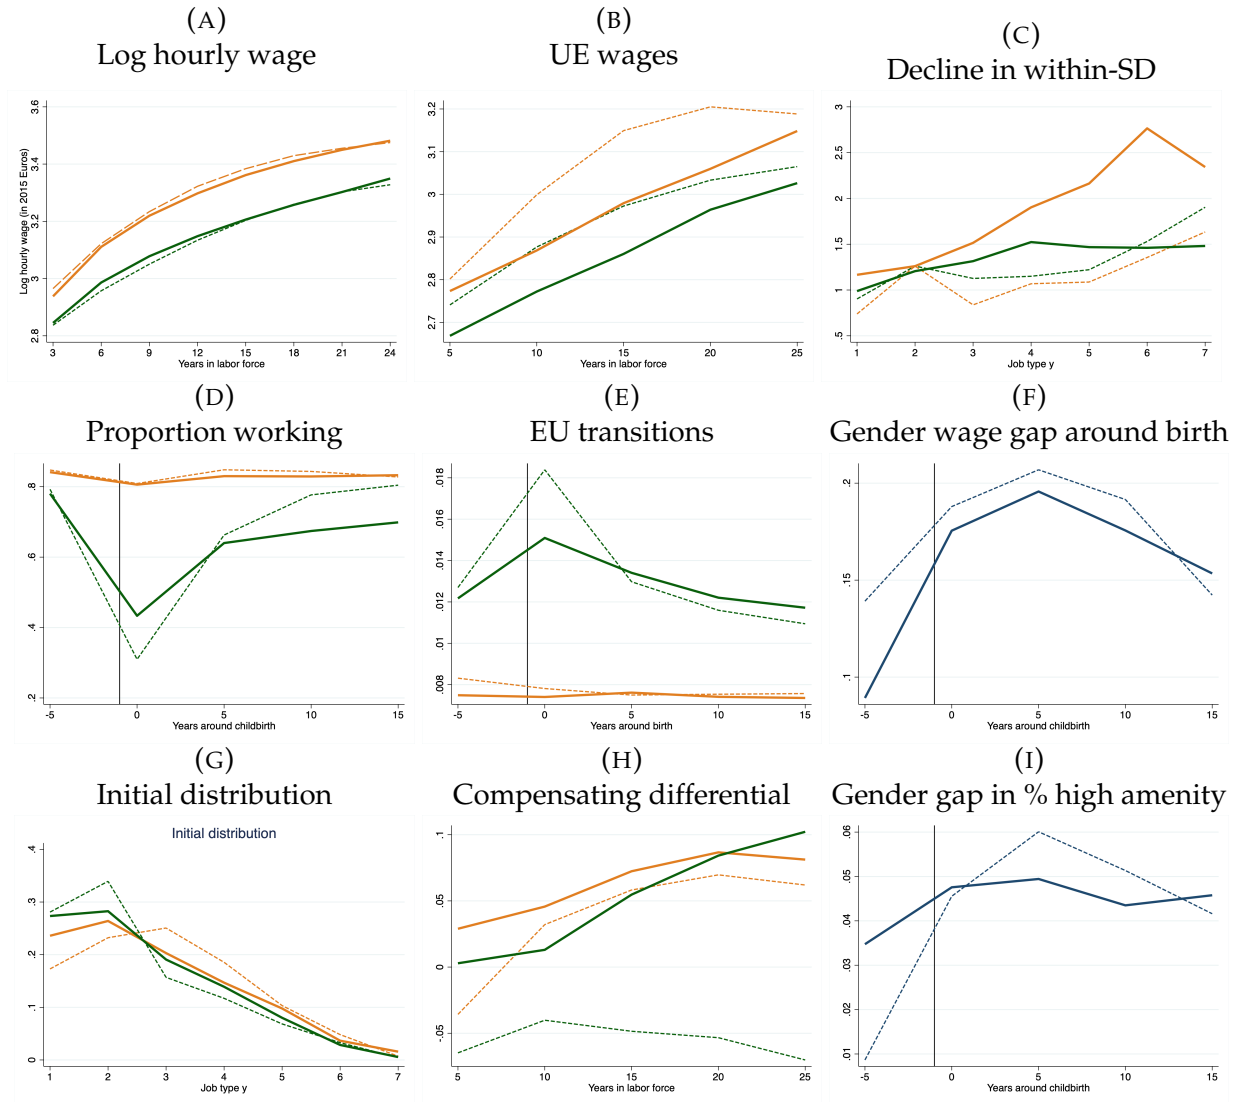 (A)
Log hourly wage
Log hourly wage (in 2015 Euros)
3.6
3.4
3.2
3
2.8
3 6 9 12 15 18 21 24
Years in labor force
(B)
UE wages
3.2
3.1
3
2.9
2.8
2.7
5 10 15 20 25
Years in labor force
(C)
Decline in within-SD
3
2.5
2
1.5
1
.5
1 2 3 4 5 6 7
Job type y
(D)
Proportion working
.8
.6
.4
.2
-5 0 5 10 15
Years around childbirth
(E)
EU transitions
.018
.016
.014
.012
.01
.008
-5 0 5 10 15
Years around birth
(F)
Gender wage gap around birth
.2
.15
.1
-5 0 5 10 15
Years around childbirth
(G)
Initial distribution
Initial distribution
.4
.3
.2
.1
0
1 2 3 4 5 6 7
Job type y
(H)
Compensating differential
.1
.05
0
-.05
5 10 15 20 25
Years in labor force
(I)
Gender gap in % high amenity
.06
.05
.04
.03
.02
.01
-5 0 5 10 15
Years around childbirth